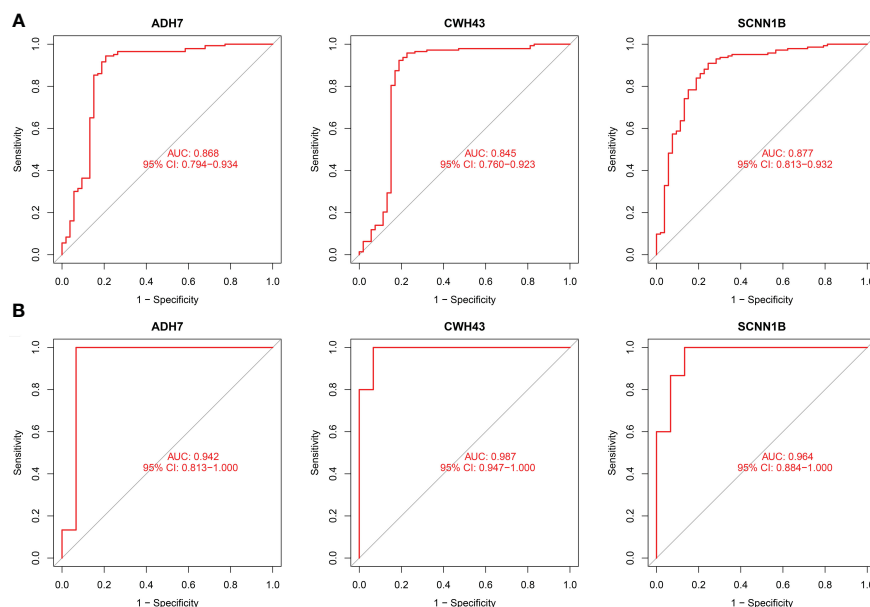 A
ADH7
CWH43
SCNN1B
Sensitivity
0.0 0.2 0.4 0.6 0.8 1.0
AUC: 0.868
95% CI: 0.794−0.934
0.0 0.2 0.4 0.6 0.8 1.0
1 − Specificity
Sensitivity
0.0 0.2 0.4 0.6 0.8 1.0
AUC: 0.845
95% CI: 0.760−0.923
0.0 0.2 0.4 0.6 0.8 1.0
1 − Specificity
Sensitivity
0.0 0.2 0.4 0.6 0.8 1.0
AUC: 0.877
95% CI: 0.813−0.932
0.0 0.2 0.4 0.6 0.8 1.0
1 − Specificity
B
ADH7
CWH43
SCNN1B
Sensitivity
0.0 0.2 0.4 0.6 0.8 1.0
AUC: 0.942
95% CI: 0.813−1.000
0.0 0.2 0.4 0.6 0.8 1.0
1 − Specificity
Sensitivity
0.0 0.2 0.4 0.6 0.8 1.0
AUC: 0.987
95% CI: 0.947−1.000
0.0 0.2 0.4 0.6 0.8 1.0
1 − Specificity
Sensitivity
0.0 0.2 0.4 0.6 0.8 1.0
AUC: 0.964
95% CI: 0.884−1.000
0.0 0.2 0.4 0.6 0.8 1.0
1 − Specificity